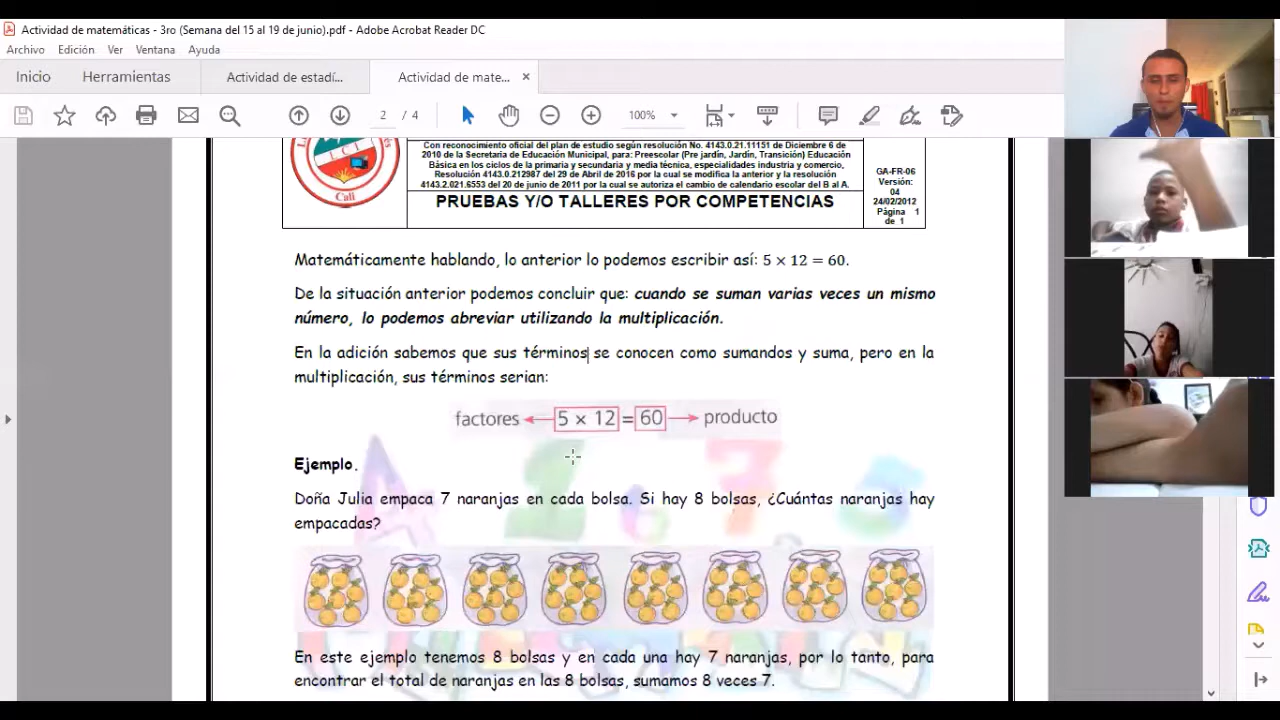 Actividad de matemáticas - 3ro (Semana del 15 al 19 de junio).pdf - Adobe Acrobat Reader DC
Archivo Edición Ver Ventana Ayuda
Inicio Herramientas Actividad de estadí... Actividad de mate... ×
2 / 4 100%
Con reconocimiento oficial del plan de estudio según resolución No. 4143.0.21.11151 de Diciembre 6 de
2010 de la Secretaria de Educación Municipal, para: Preescolar (Pre jardín, Jardín, Transición) Educación
Básica en los ciclos de la primaria y secundaria y media técnica, especialidades industria y comercio,
Resolución 4143.0.212987 del 29 de Abril de 2016 por la cual se modifica la anterior y la resolución
4143.2.021.6553 del 20 de junio de 2011 por la cual se autoriza el cambio de calendario escolar del B al A.
PRUEBAS Y/O TALLERES POR COMPETENCIAS
GA-FR-06
Versión:
04
24/02/2012
Página 1
de 1
Cali
Matemáticamente hablando, lo anterior lo podemos escribir así: 5 × 12 = 60.
De la situación anterior podemos concluir que: cuando se suman varias veces un mismo
número, lo podemos abreviar utilizando la multiplicación.
En la adición sabemos que sus términos se conocen como sumandos y suma, pero en la
multiplicación, sus términos serian:
factores 5 × 12 = 60 producto
Ejemplo.
Doña Julia empaca 7 naranjas en cada bolsa. Si hay 8 bolsas, ¿Cuántas naranjas hay
empacadas?
En este ejemplo tenemos 8 bolsas y en cada una hay 7 naranjas, por lo tanto, para
encontrar el total de naranjas en las 8 bolsas, sumamos 8 veces 7.